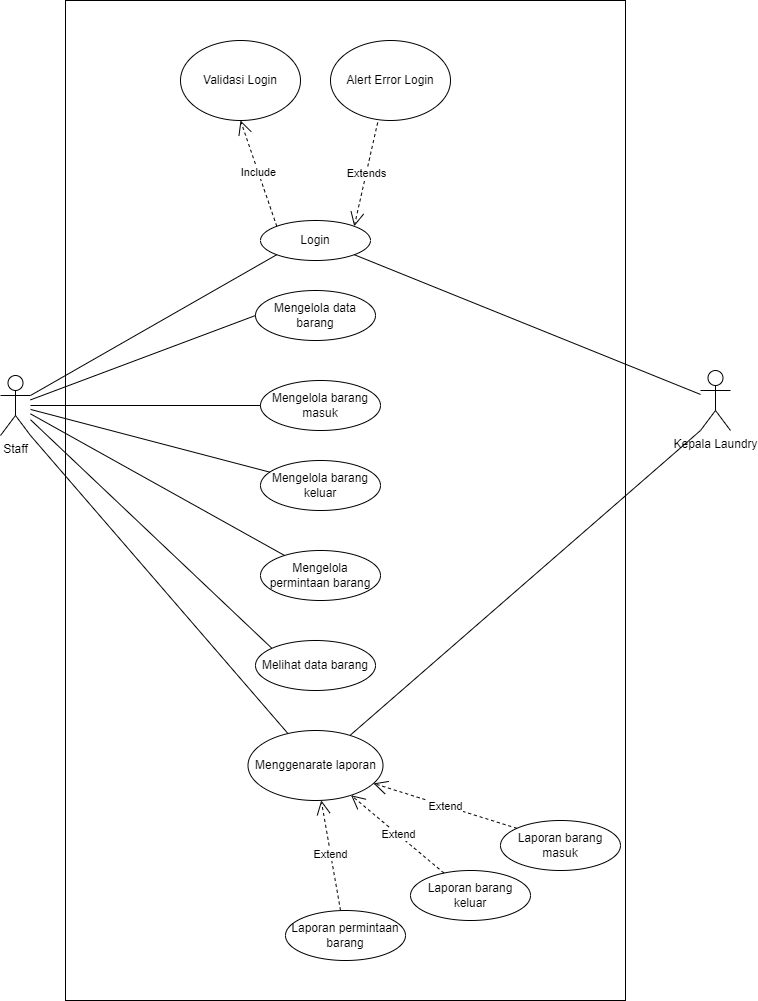 Validasi Login
Alert Error Login
Include
Extends
Login
Mengelola data
barang
Mengelola barang
masuk
Staff
Kepala Laundry
Mengelola barang
keluar
Mengelola
permintaan barang
Melihat data barang
Menggenarate laporan
Extend
Extend
Extend
Laporan barang
masuk
Laporan barang
keluar
Laporan permintaan
barang